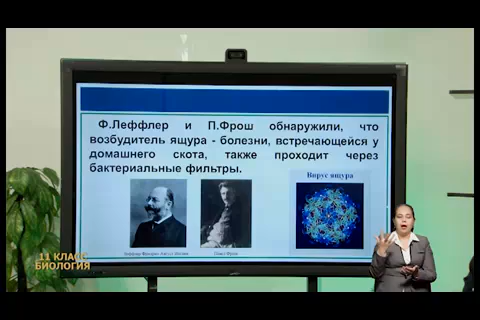 Ф.Леффлер и П.Фрош обнаружили, что
возбудитель ящура - болезни, встречающейся у
домашнего скота, также проходит через
бактериальные фильтры.
Вирус ящура
11 КЛАСС
БИОЛОГИЯ